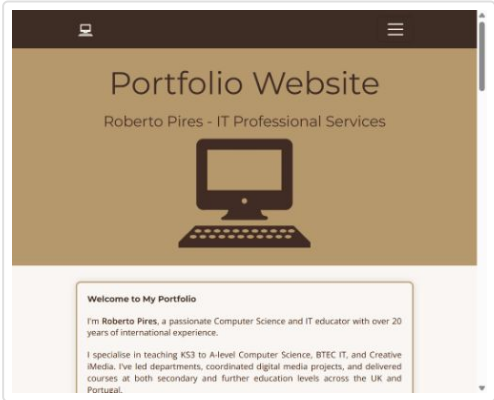 Portfolio Website
Roberto Pires - IT Professional Services
Welcome to My Portfolio
I'm Roberto Pires, a passionate Computer Science and IT educator with over 20
years of international experience.
I specialise in teaching KS3 to A-level Computer Science, BTEC IT, and Creative
iMedia. I've led departments, coordinated digital media projects, and delivered
courses at both secondary and further education levels across the UK and
Portugal.